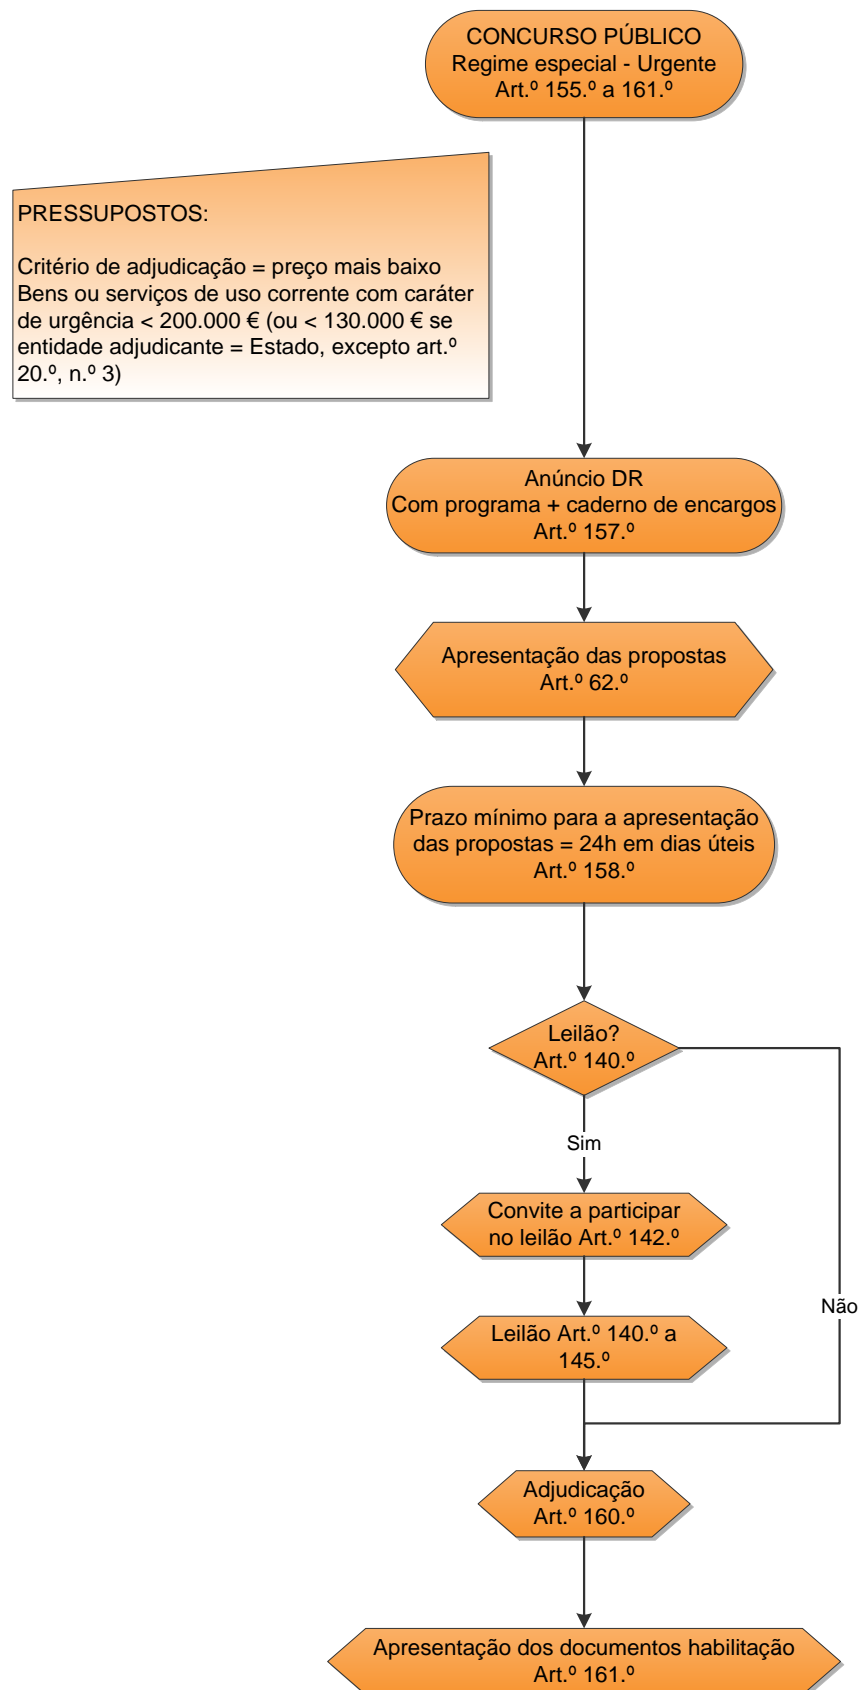 CONCURSO PÚBLICO
Regime especial - Urgente
Art.º 155.º a 161.º
PRESSUPOSTOS:
Critério de adjudicação = preço mais baixo
Bens ou serviços de uso corrente com caráter
de urgência < 200.000 € (ou < 130.000 € se
entidade adjudicante = Estado, excepto art.º
20.º, n.º 3)
Anúncio DR
Com programa + caderno de encargos
Art.º 157.º
Apresentação das propostas
Art.º 62.º
Prazo mínimo para a apresentação
das propostas = 24h em dias úteis
Art.º 158.º
Leilão?
Art.º 140.º
Sim
Convite a participar
no leilão Art.º 142.º
Não
Leilão Art.º 140.º a
145.º
Adjudicação
Art.º 160.º
Apresentação dos documentos habilitação
Art.º 161.º